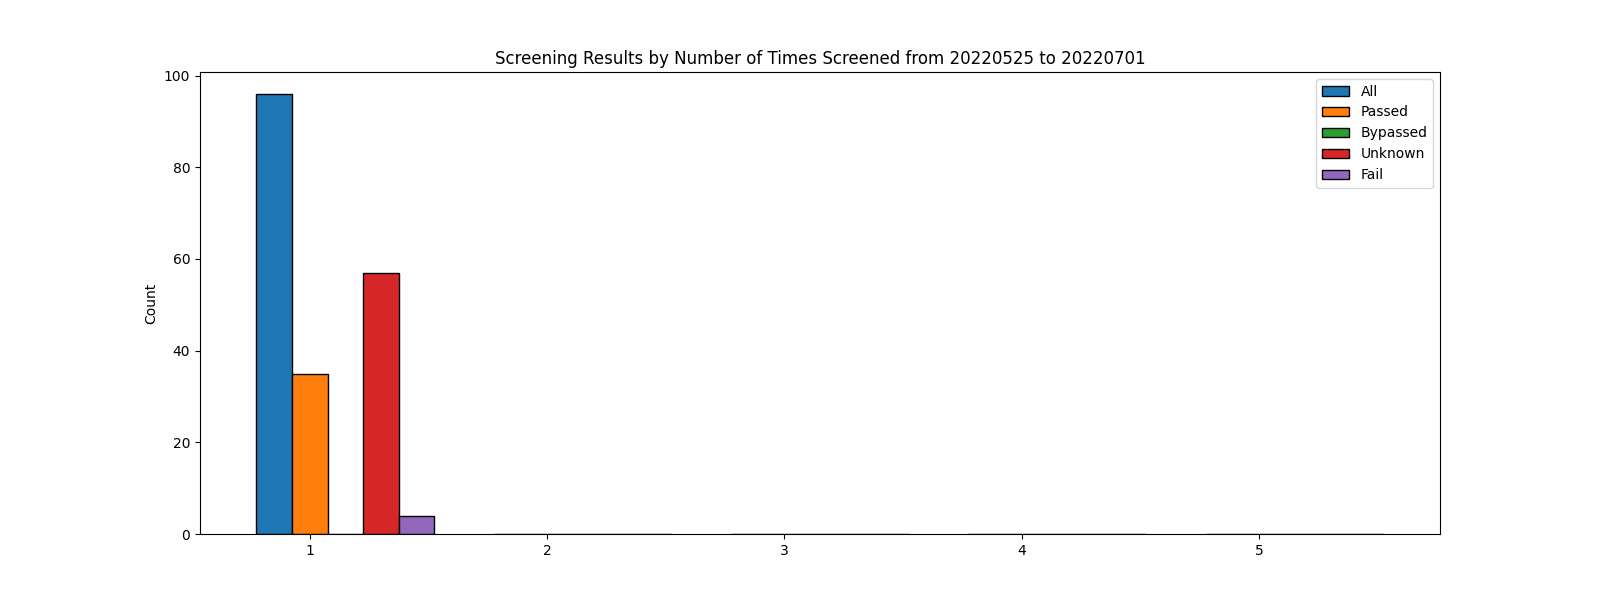 Screening Results by Number of Times Screened from 20220525 to 20220701
100
80
60
40
20
0
Count
1 2 3 4 5
All
Passed
Bypassed
Unknown
Fail